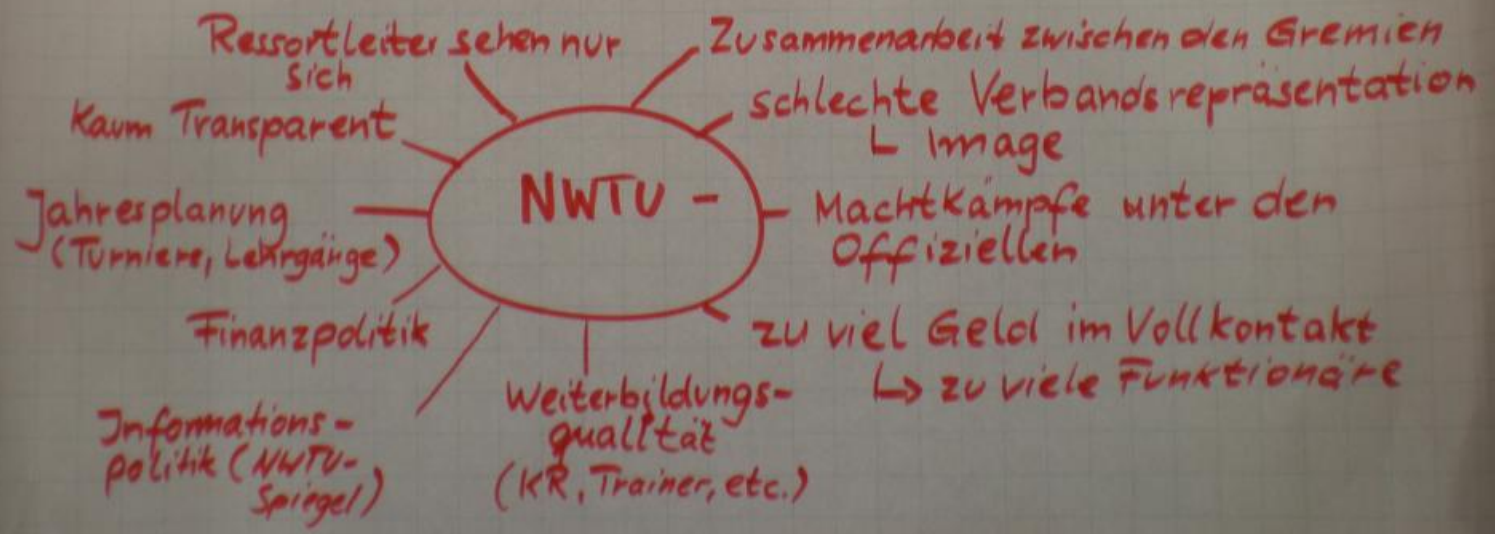 NWTU -
Ressortleiter sehen nur
sich
Kaum Transparent
Jahresplanung
(Turniere, Lehrgänge)
Finanzpolitik
Informations-
politik (NWTU-
Spiegel)
Weiterbildungs-
qualität
(KR, Trainer, etc.)
Zusammenarbeit zwischen den Gremien
schlechte Verbandsrepräsentation
Image
Machtkämpfe unter den
Offiziellen
zu viel Geld im Vollkontakt
zu viele Funktionäre